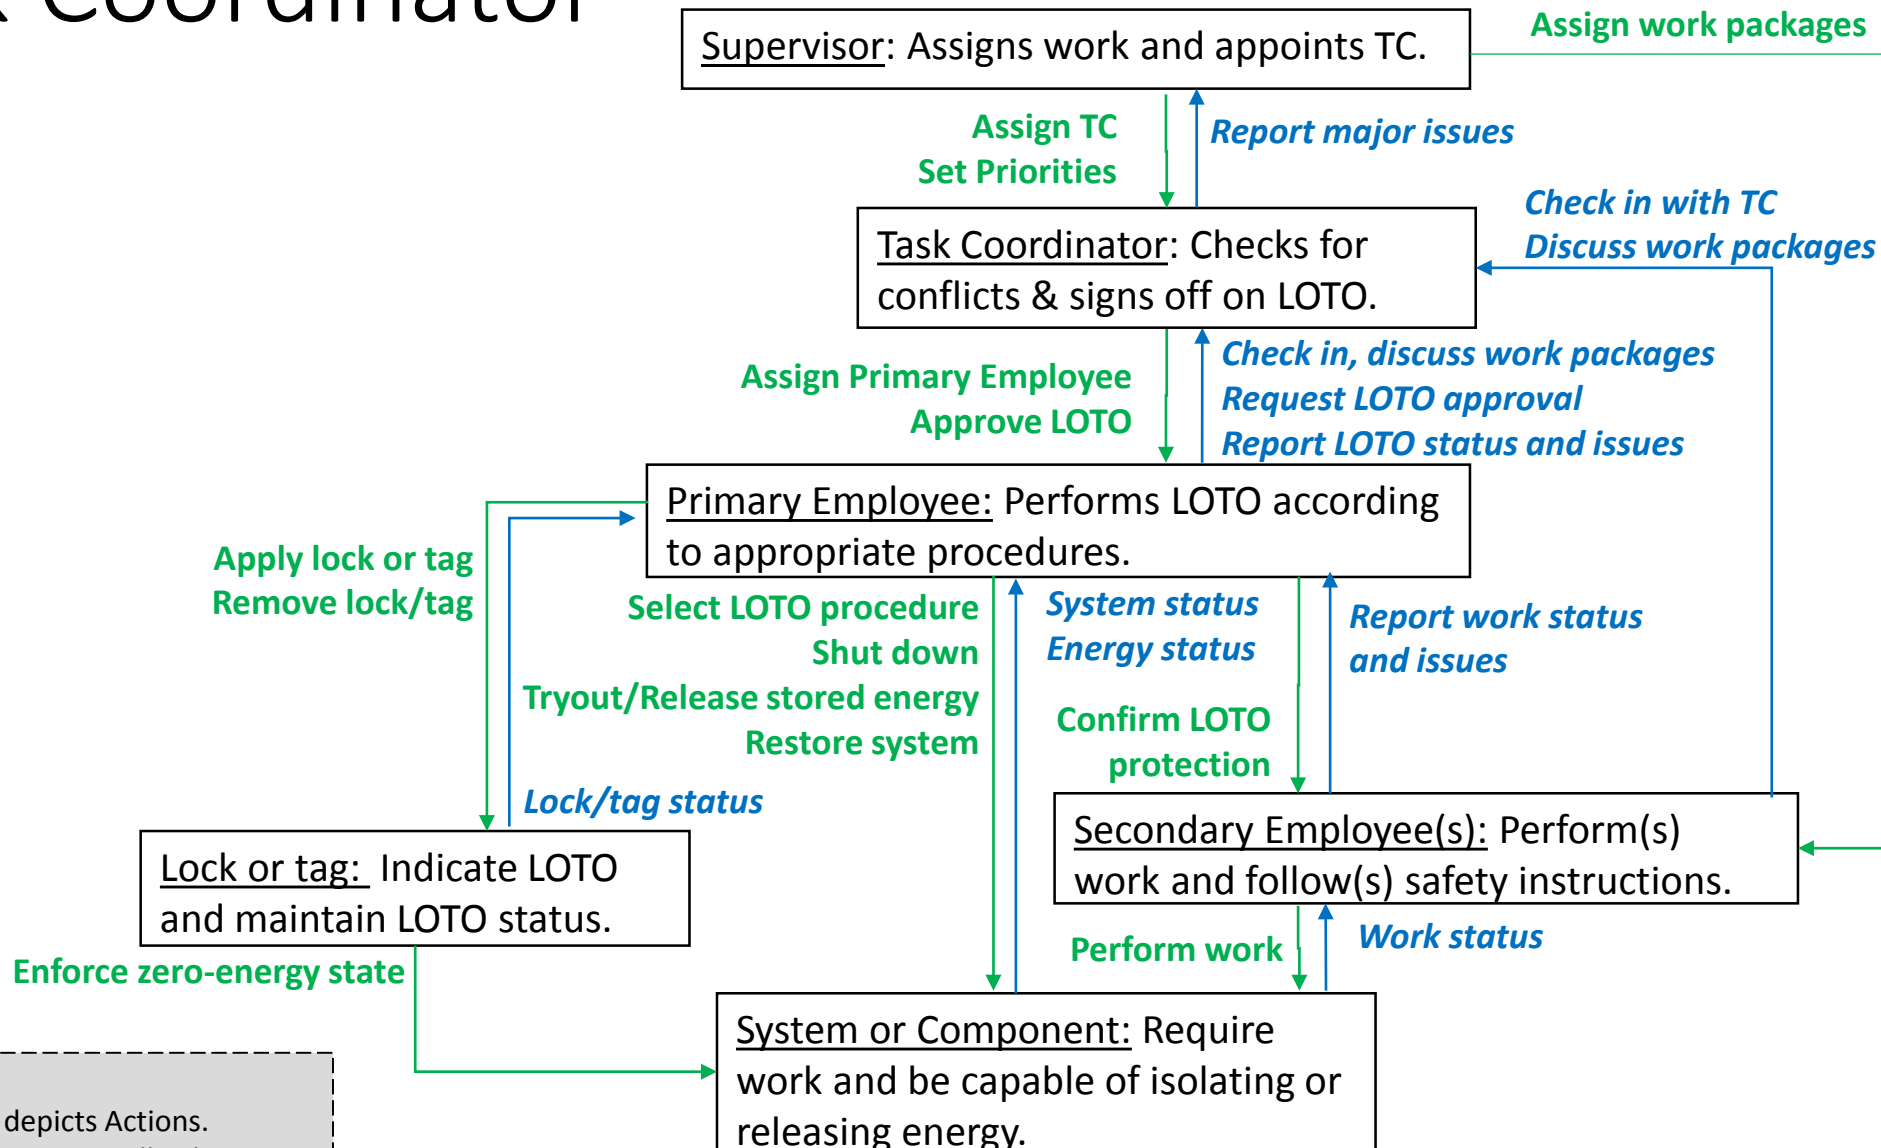 Coordinator
Assign work packages
Supervisor: Assigns work and appoints TC.
Assign TC
Set Priorities
Report major issues
Check in with TC
Discuss work packages
Task Coordinator: Checks for
conflicts & signs off on LOTO.
Assign Primary Employee
Approve LOTO
Check in, discuss work packages
Request LOTO approval
Report LOTO status and issues
Primary Employee: Performs LOTO according
to appropriate procedures.
Apply lock or tag
Remove lock/tag
Select LOTO procedure
Shut down
Tryout/Release stored energy
Restore system
System status
Energy status
Report work status
and issues
Confirm LOTO
protection
Lock/tag status
Lock or tag: Indicate LOTO
and maintain LOTO status.
Secondary Employee(s): Perform(s)
work and follow(s) safety instructions.
Enforce zero-energy state
Perform work
Work status
System or Component: Require
work and be capable of isolating or
releasing energy.
depicts Actions.